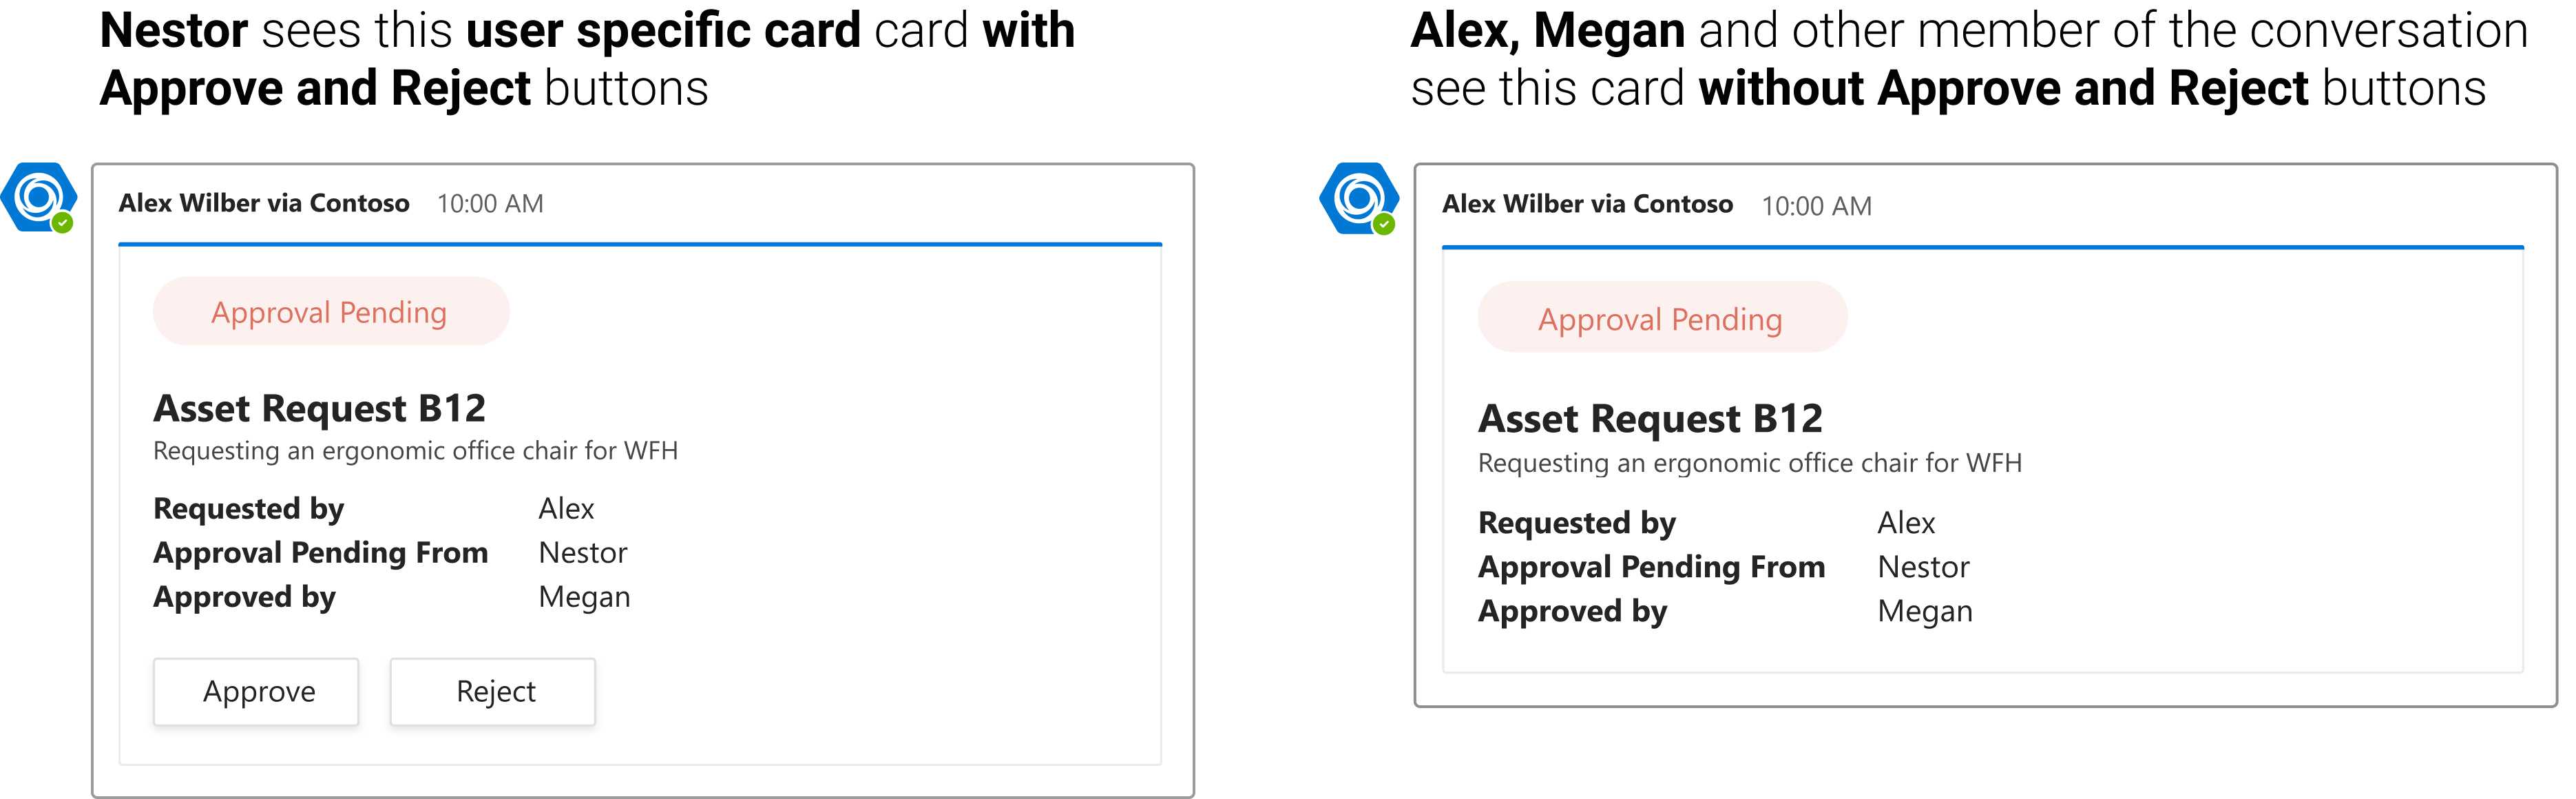 Nestor sees this user specific card card with
Approve and Reject buttons
Alex Wilber via Contoso 10:00 AM
Approval Pending
Asset Request B12
Requesting an ergonomic office chair for WFH
Requested by Alex
Approval Pending From Nestor
Approved by Megan
Approve Reject
Alex, Megan and other member of the conversation
see this card without Approve and Reject buttons
Alex Wilber via Contoso 10:00 AM
Approval Pending
Asset Request B12
Requesting an ergonomic office chair for WFH
Requested by Alex
Approval Pending From Nestor
Approved by Megan